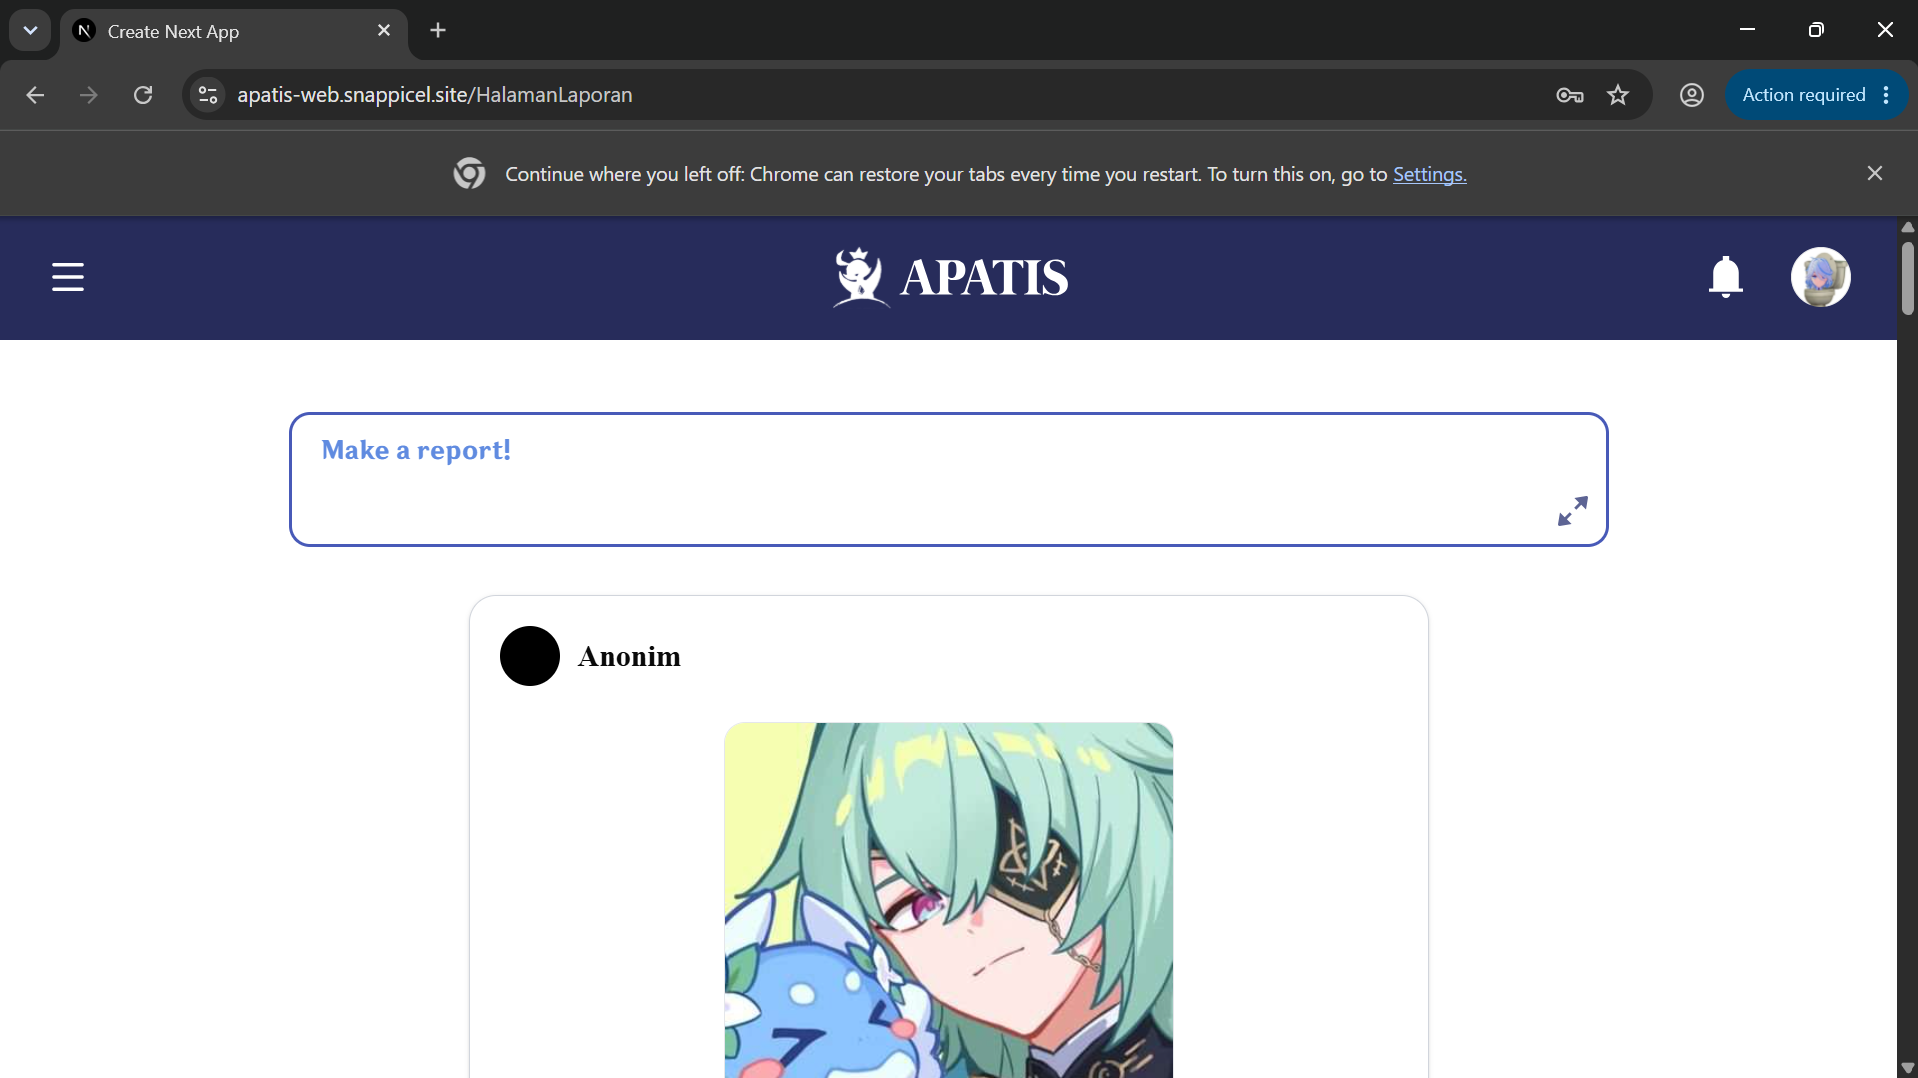 Create Next App
apatis-web.snappicel.site/HalamanLaporan
Action required
Continue where you left off: Chrome can restore your tabs every time you restart. To turn this on, go to Settings.
APATIS
Make a report!
Anonim